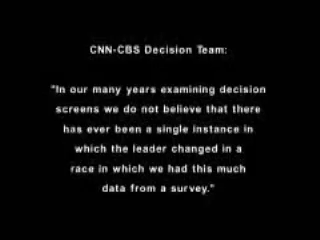 CNN-CBS Decision Team:
"In our many years examining decision
screens we do not believe that there
has ever been a single instance in
which the leader changed in a
race in which we had this much
data from a survey."